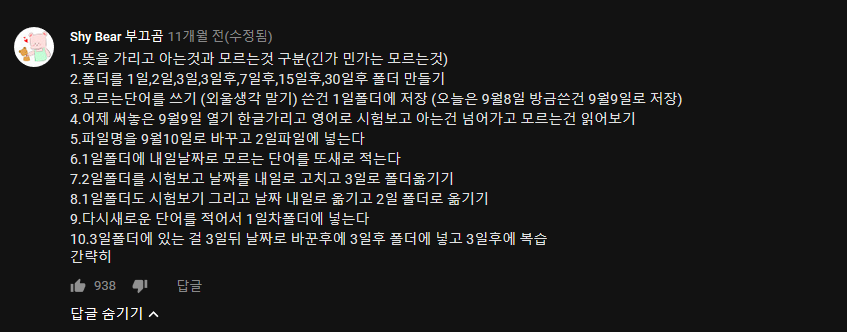 Shy Bear 부끄곰 11개월 전(수정됨)
1.뜻을 가리고 아는것과 모르는것 구분(긴가 민가는 모르는것)
2.폴더를 1일,2일,3일,3일후,7일후,15일후,30일후 폴더 만들기
3.모르는단어를 쓰기 (외울생각 말기) 쓴건 1일폴더에 저장 (오늘은 9월8일 방금쓴건 9월9일로 저장)
4.어제 써놓은 9월9일 열기 한글가리고 영어로 시험보고 아는건 넘어가고 모르는건 읽어보기
5.파일명을 9월10일로 바꾸고 2일파일에 넣는다
6.1일폴더에 내일날짜로 모르는 단어를 또새로 적는다
7.2일폴더를 시험보고 날짜를 내일로 고치고 3일로 폴더옮기기
8.1일폴더도 시험보기 그리고 날짜 내일로 옮기고 2일 폴더로 옮기기
9.다시새로운 단어를 적어서 1일차폴더에 넣는다
10.3일폴더에 있는 걸 3일뒤 날짜로 바꾼후에 3일후 폴더에 넣고 3일후에 복습
간략히
938 답글
답글 숨기기